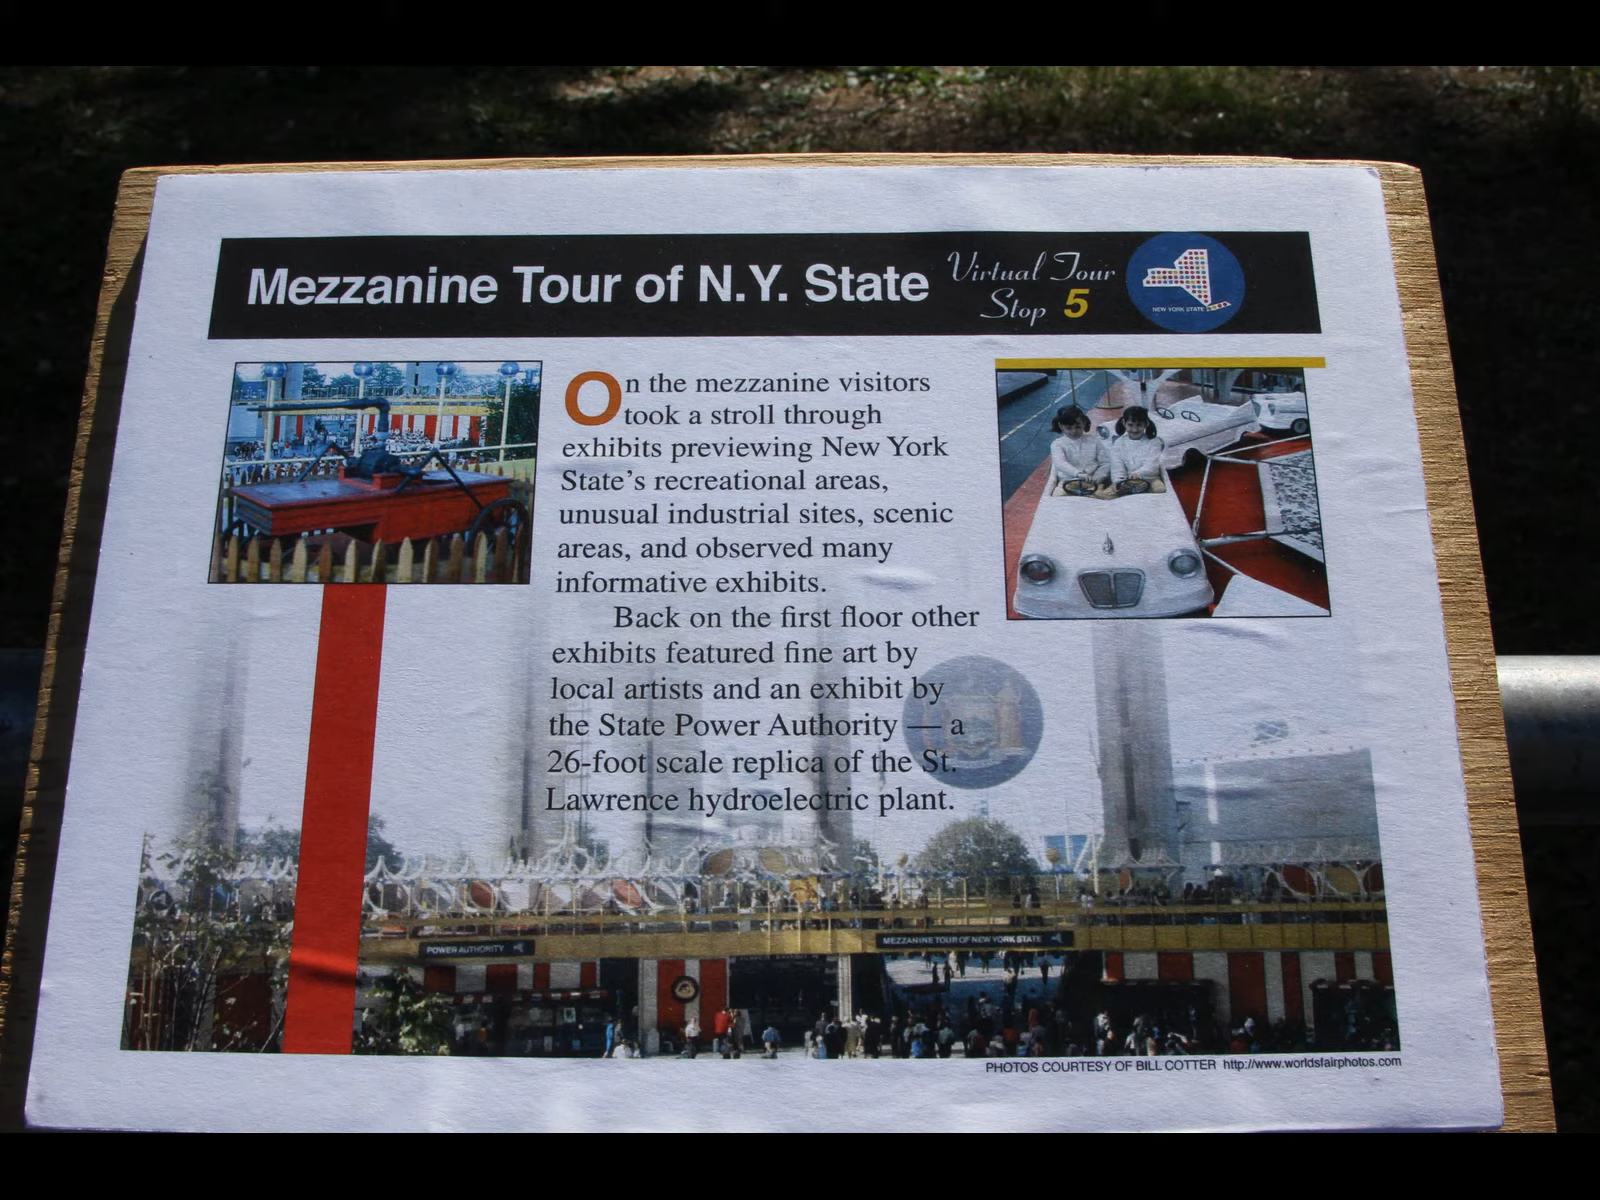 Mezzanine Tour of N.Y. State
Virtual Tour
Stop 5
NEW YORK STATE
On the mezzanine visitors
took a stroll through
exhibits previewing New York
State's recreational areas,
unusual industrial sites, scenic
areas, and observed many
informative exhibits.
Back on the first floor other
exhibits featured fine art by
local artists and an exhibit by
the State Power Authority — a
26-foot scale replica of the St.
Lawrence hydroelectric plant.
POWER AUTHORITY
MEZZANINE TOUR OF NEW YORK STATE
PHOTOS COURTESY OF BILL COTTER http://www.worldsfairphotos.com